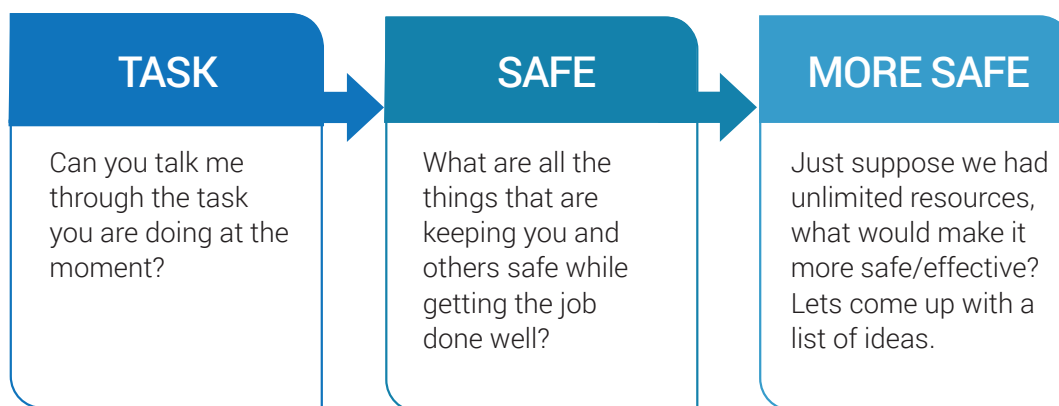 TASK
Can you talk me
through the task
you are doing at the
moment?
SAFE
What are all the
things that are
keeping you and
others safe while
getting the job
done well?
MORE SAFE
Just suppose we had
unlimited resources,
what would make it
more safe/effective?
Lets come up with a
list of ideas.